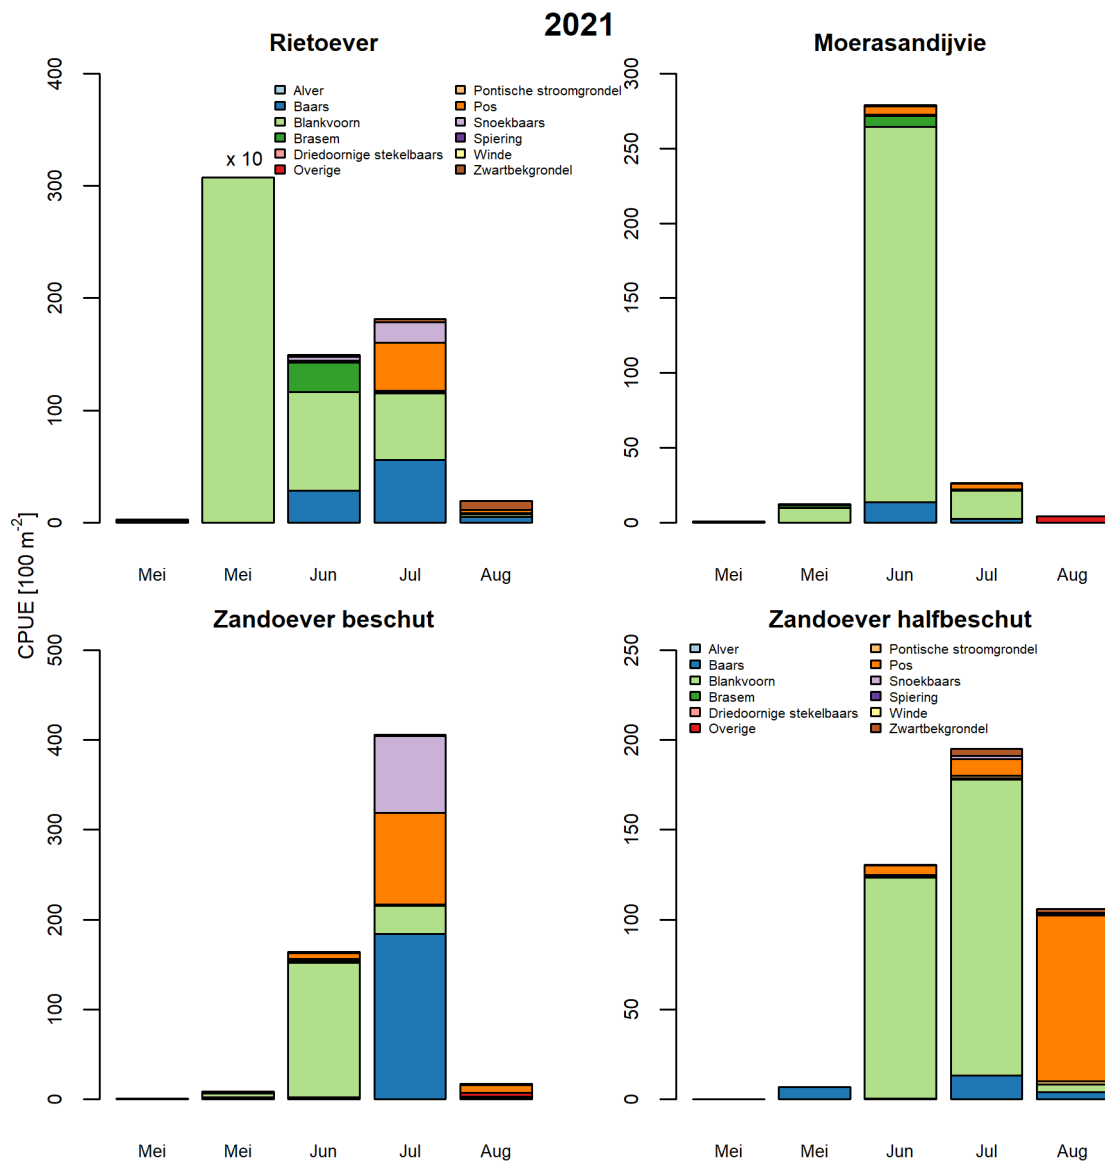 2021
Rietoever
400
300
200
100
0
x 10
Alver
Baars
Blankvoorn
Brasem
Driedoornige stekelbaars
Overige
Pontische stroomgrondel
Pos
Snoekbaars
Spiering
Winde
Zwartbekgrondel
Mei
Mei
Jun
Jul
Aug
Moerasandijvie
300
250
200
150
100
50
0
Mei
Mei
Jun
Jul
Aug
CPUE [100 m⁻²]
Zandoever beschut
500
400
300
200
100
0
Mei
Mei
Jun
Jul
Aug
Zandoever halfbeschut
250
200
150
100
50
0
Alver
Baars
Blankvoorn
Brasem
Driedoornige stekelbaars
Overige
Pontische stroomgrondel
Pos
Snoekbaars
Spiering
Winde
Zwartbekgrondel
Mei
Mei
Jun
Jul
Aug